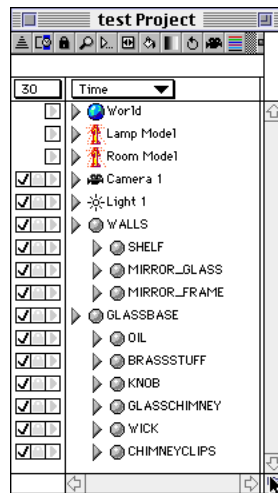 test Project
30 Time
World
Lamp Model
Room Model
Camera 1
Light 1
WALLS
SHELF
MIRROR_GLASS
MIRROR_FRAME
GLASSBASE
OIL
BRASSSTUFF
KNOB
GLASSCHIMNEY
WICK
CHIMNEYCLIPS